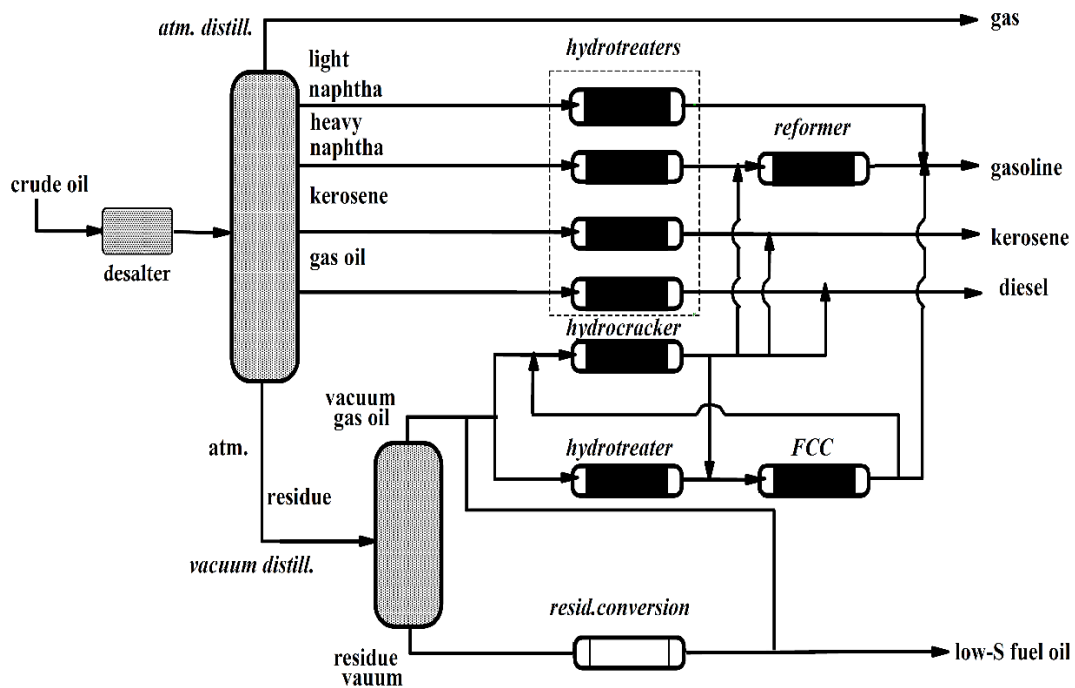 atm. distill.
gas
light
naphtha
hydrotreaters
heavy
naphtha
reformer
gasoline
crude oil
kerosene
kerosene
desalter
gas oil
diesel
hydrocracker
vacuum
gas oil
atm.
hydrotreater
FCC
residue
vacuum distill.
resid.conversion
residue
vauum
low-S fuel oil